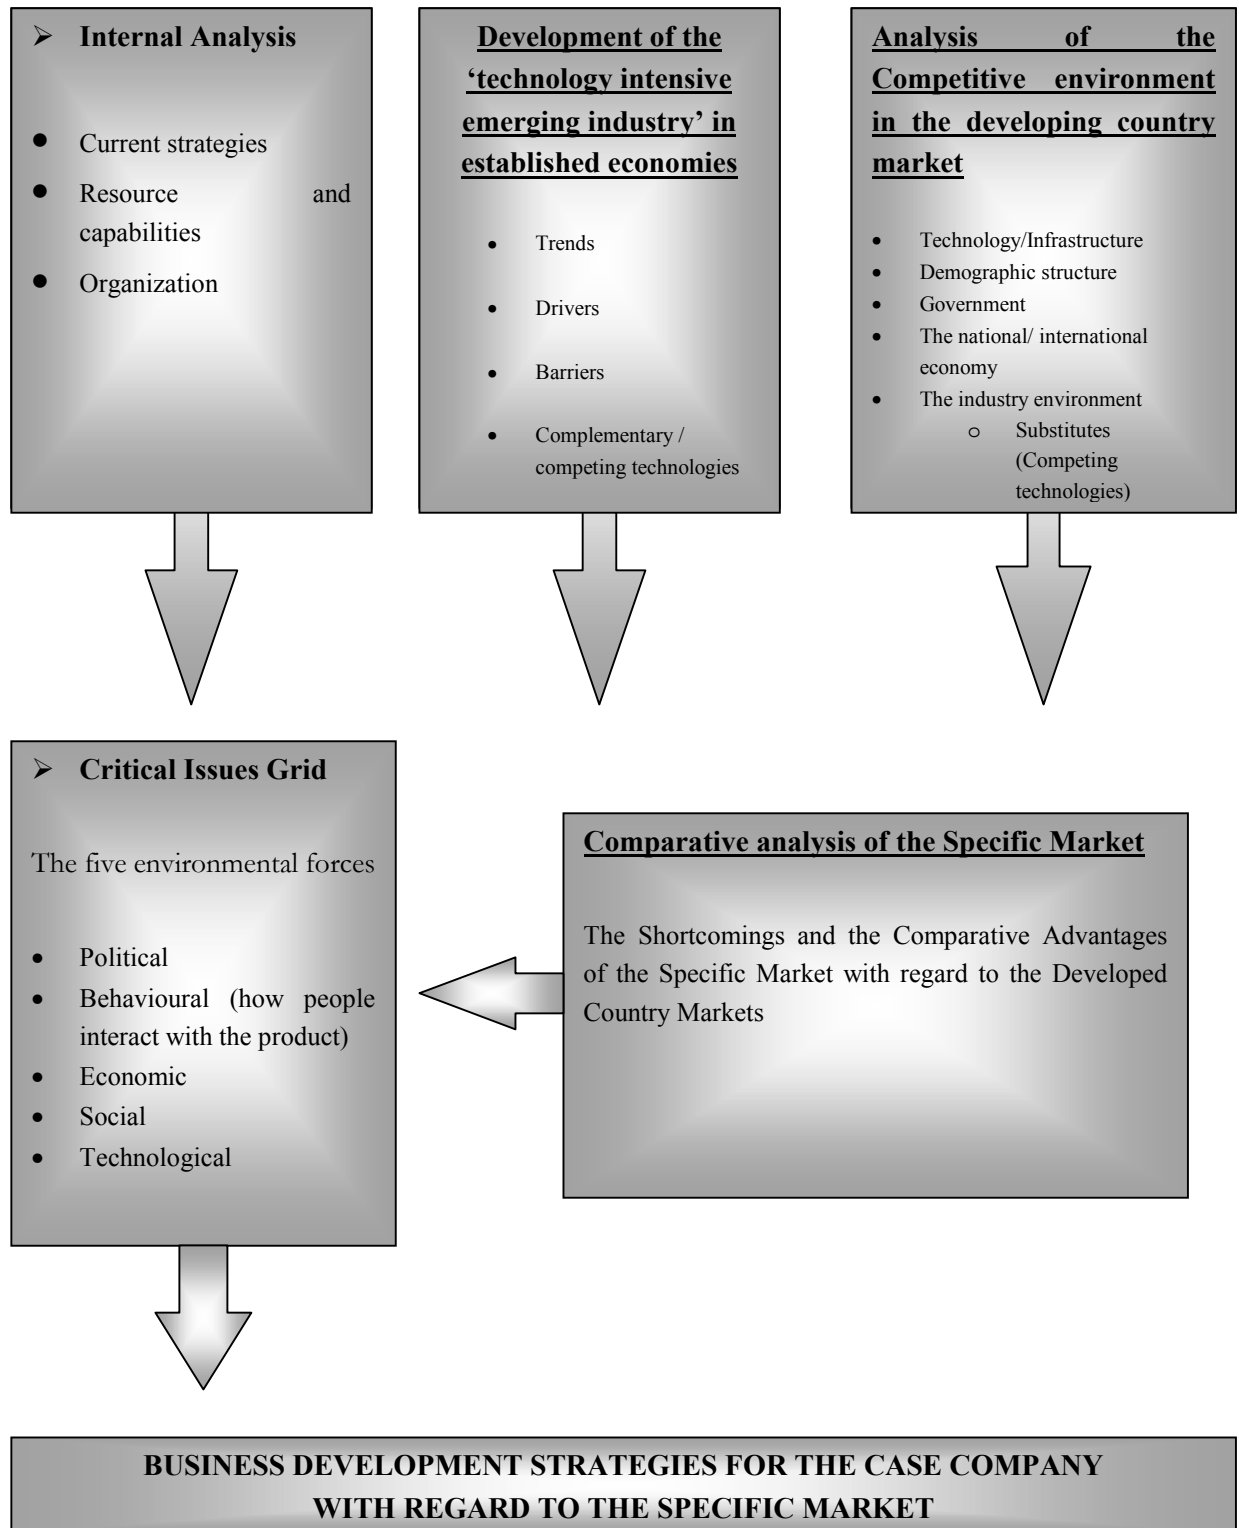 ➢ Internal Analysis
● Current strategies
● Resource and
capabilities
● Organization
Development of the
‘technology intensive
emerging industry’ in
established economies
• Trends
• Drivers
• Barriers
• Complementary /
competing technologies
Analysis of the
Competitive environment
in the developing country
market
• Technology/Infrastructure
• Demographic structure
• Government
• The national/ international
economy
• The industry environment
o Substitutes
(Competing
technologies)
➢ Critical Issues Grid
The five environmental forces
• Political
• Behavioural (how people
interact with the product)
• Economic
• Social
• Technological
Comparative analysis of the Specific Market
The Shortcomings and the Comparative Advantages
of the Specific Market with regard to the Developed
Country Markets
BUSINESS DEVELOPMENT STRATEGIES FOR THE CASE COMPANY
WITH REGARD TO THE SPECIFIC MARKET